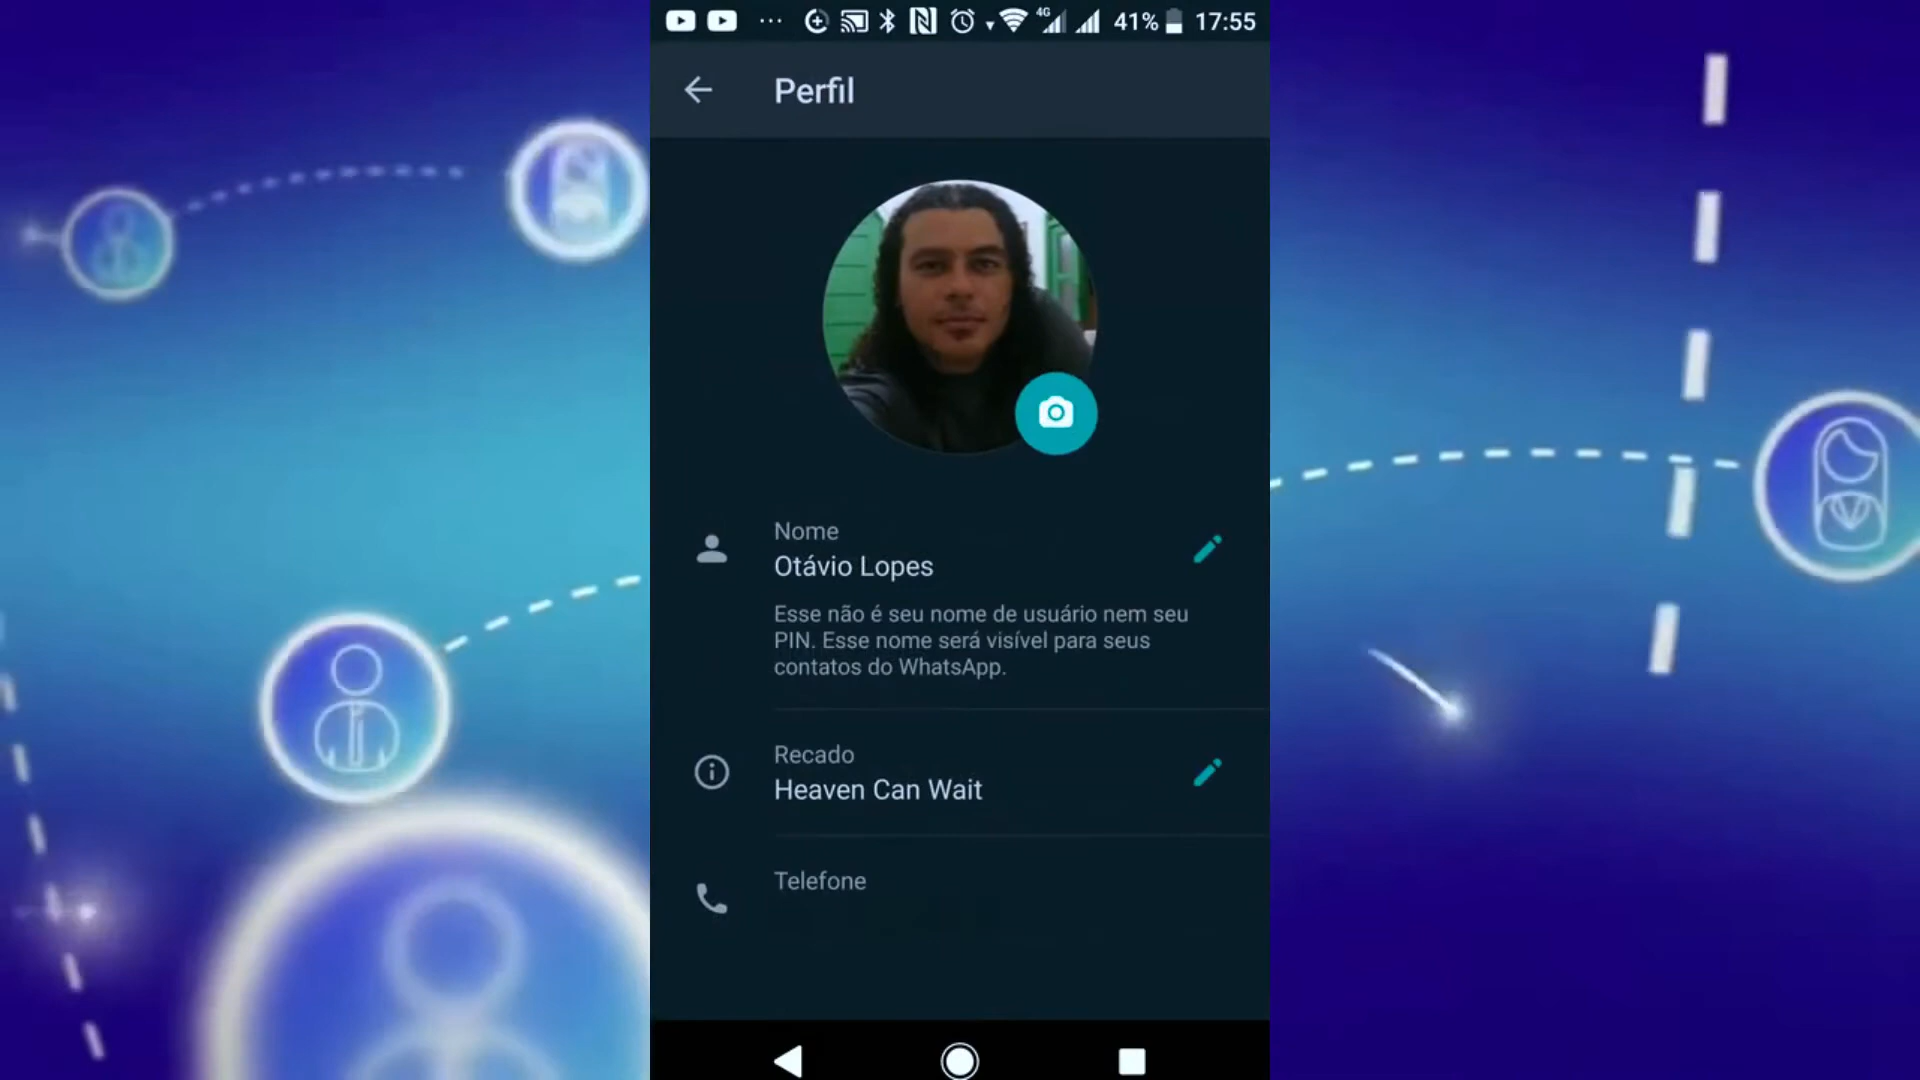 4G 41% 17:55
Perfil
Nome
Otávio Lopes
Esse não é seu nome de usuário nem seu
PIN. Esse nome será visível para seus
contatos do WhatsApp.
Recado
Heaven Can Wait
Telefone